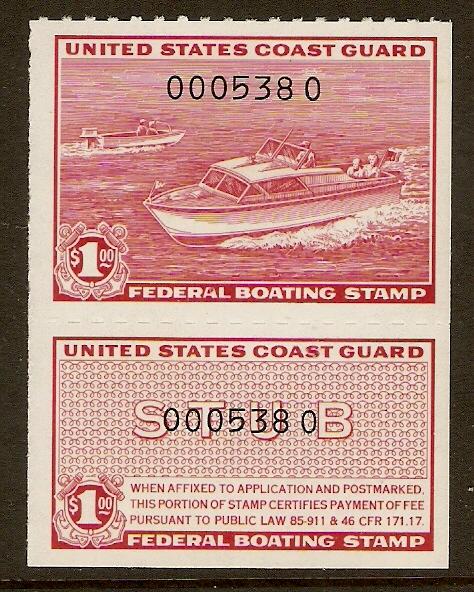 UNITED STATES COAST GUARD
0005380
$1.00
FEDERAL BOATING STAMP
UNITED STATES COAST GUARD
STUB
0005380
WHEN AFFIXED TO APPLICATION AND POSTMARKED,
THIS PORTION OF STAMP CERTIFIES PAYMENT OF FEE
PURSUANT TO PUBLIC LAW 85-911 & 46 CFR 171.17.
$1.00
FEDERAL BOATING STAMP